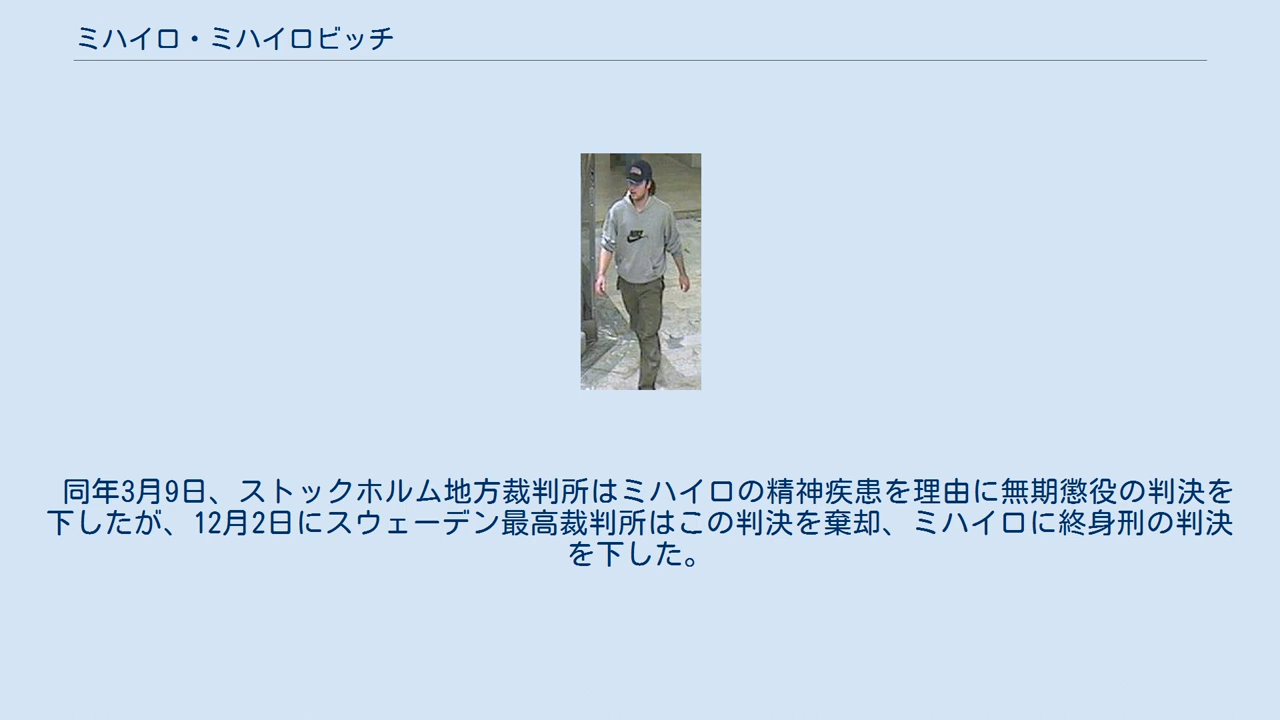 ミハイロ・ミハイロビッチ
同年3月9日、ストックホルム地方裁判所はミハイロの精神疾患を理由に無期懲役の判決を
下したが、12月2日にスウェーデン最高裁判所はこの判決を棄却、ミハイロに終身刑の判決
を下した。